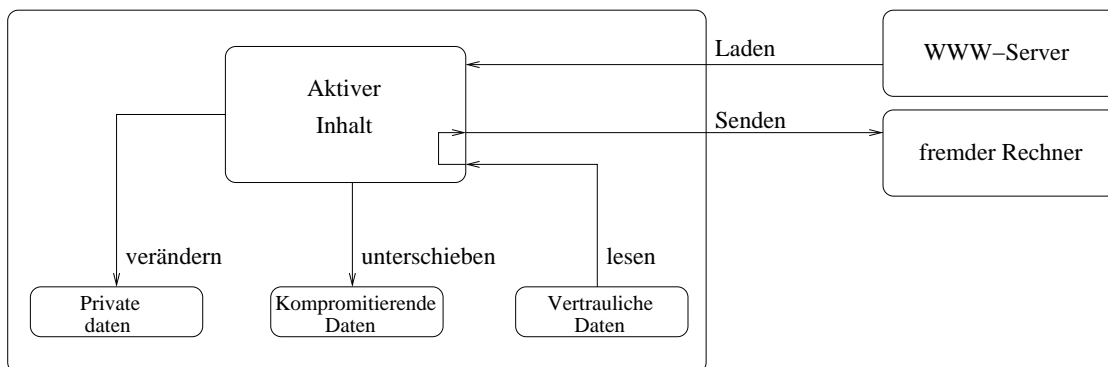 Laden
WWW–Server
Aktiver
Inhalt
Senden
fremder Rechner
verändern
unterschieben
lesen
Private
daten
Kompromitierende
Daten
Vertrauliche
Daten